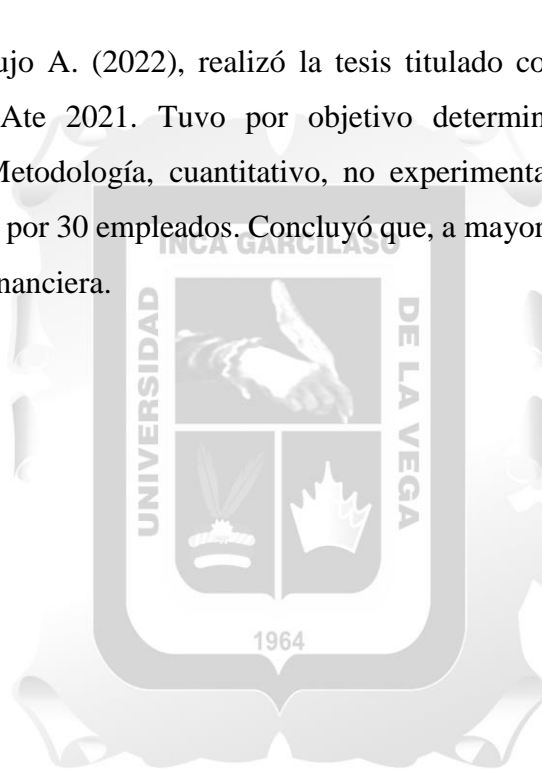 ujo A. (2022), realizó la tesis titulado co
Ate 2021. Tuvo por objetivo determin
Metodología, cuantitativo, no experimenta
por 30 empleados. Concluyó que, a mayor
nanciera.
INCA GARCILASO
UNIVERSIDAD
DE LA VEGA
1964